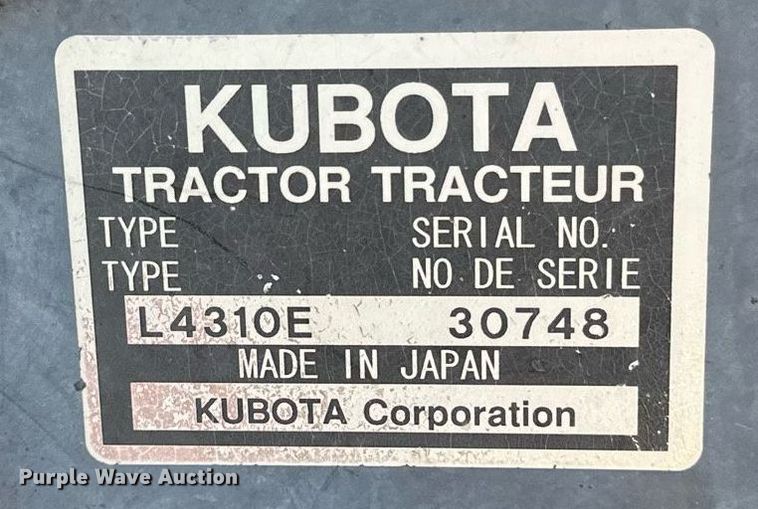 KUBOTA
TRACTOR TRACTEUR
TYPE SERIAL NO.
TYPE NO DE SERIE
L4310E 30748
MADE IN JAPAN
KUBOTA Corporation
Purple Wave Auction